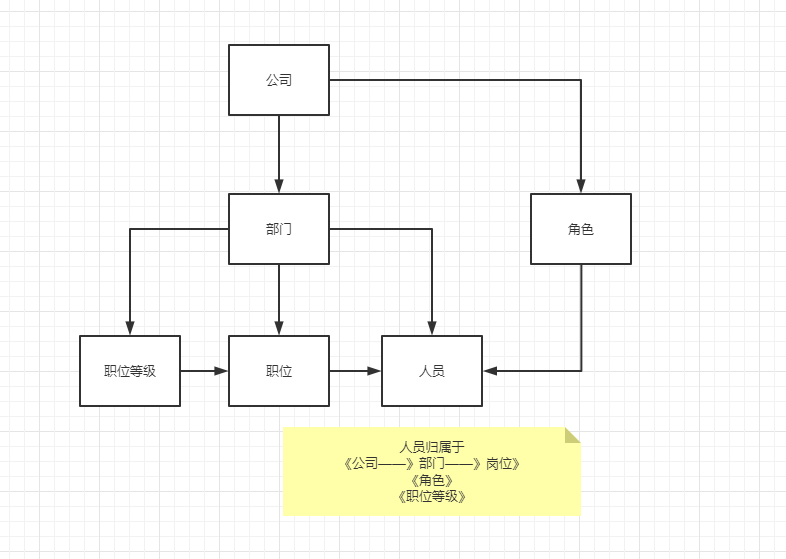 公司
部门
角色
职位等级
职位
人员
人员归属于
《公司——》部门——》岗位》
《角色》
《职位等级》